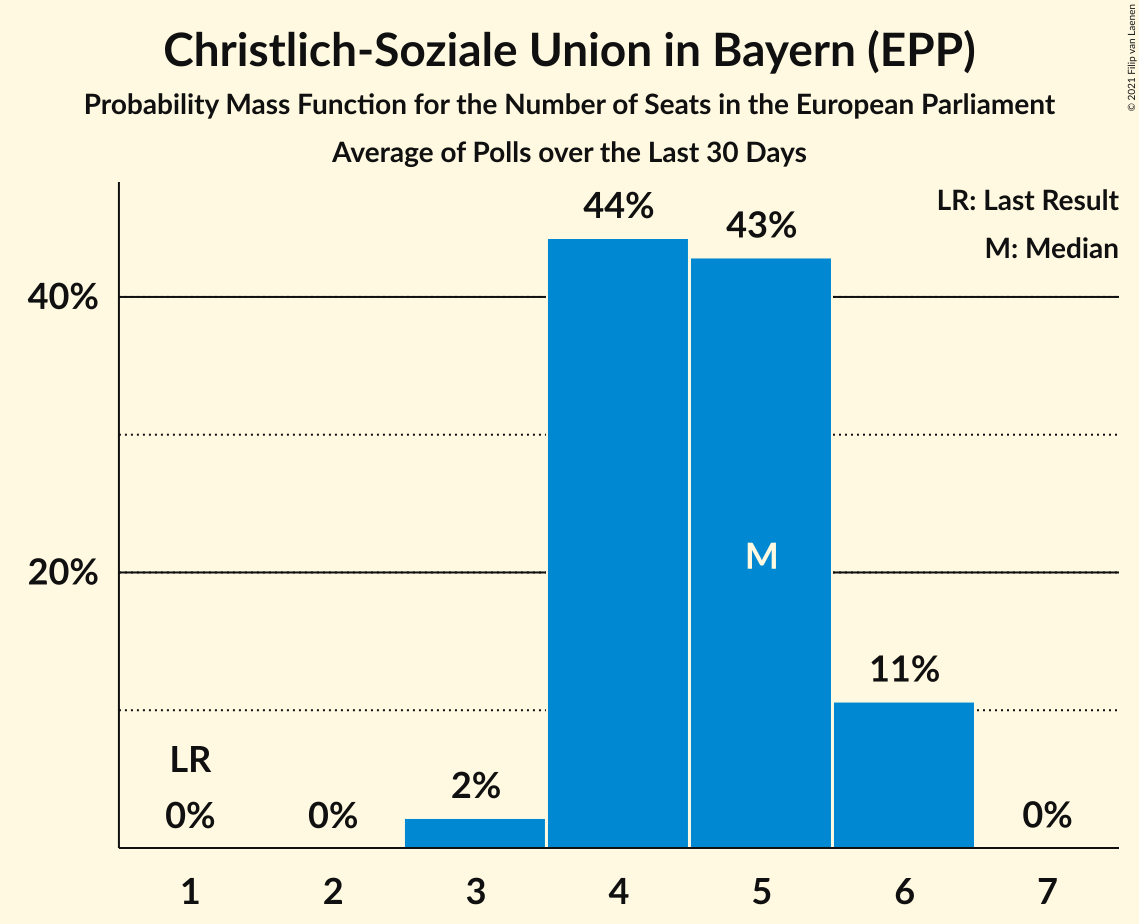 Christlich-Soziale Union in Bayern (EPP)
Probability Mass Function for the Number of Seats in the European Parliament
Average of Polls over the Last 30 Days
© 2021 Filip van Laenen
LR: Last Result
M: Median
44%
43%
40%
20%
M
11%
LR
0%
0%
2%
0%
1 2 3 4 5 6 7